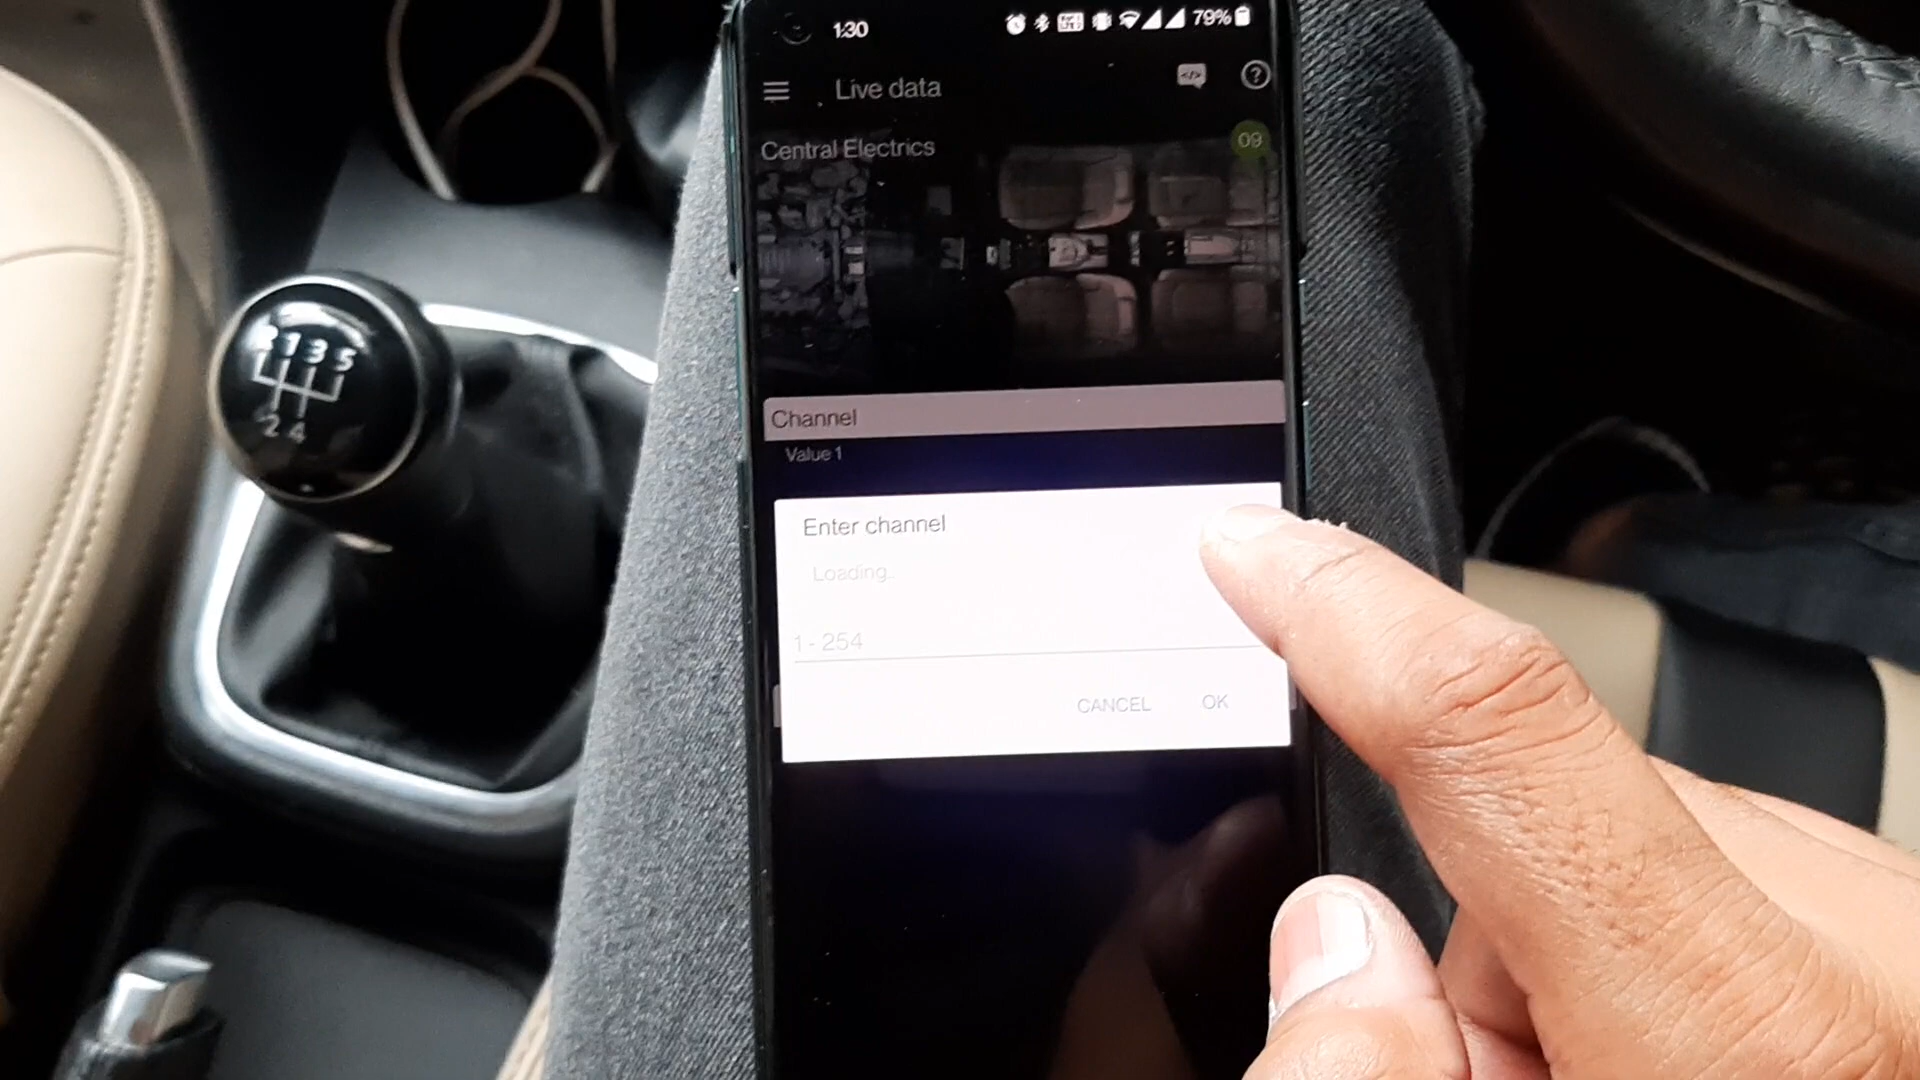 1:30
79%
Live data
?
Central Electrics
09
Channel
Value 1
Enter channel
Loading..
1 - 254
CANCEL OK
R 1 3 5
2 4